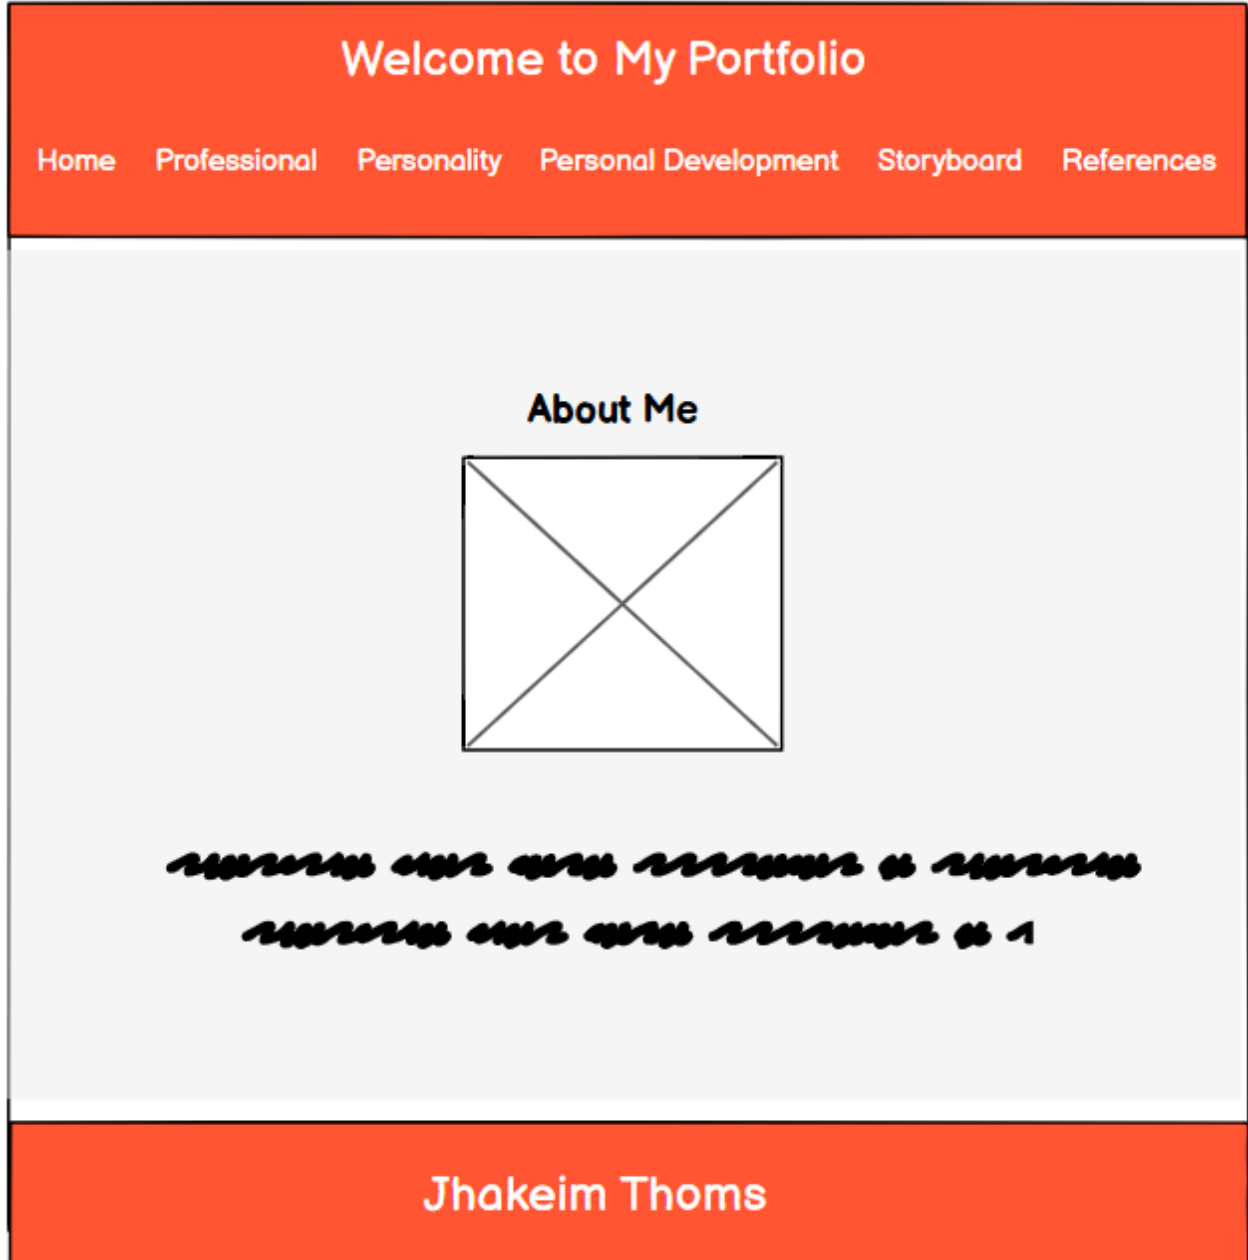 Welcome to My Portfolio
Home Professional Personality Personal Development Storyboard References
About Me
Jhakeim Thoms